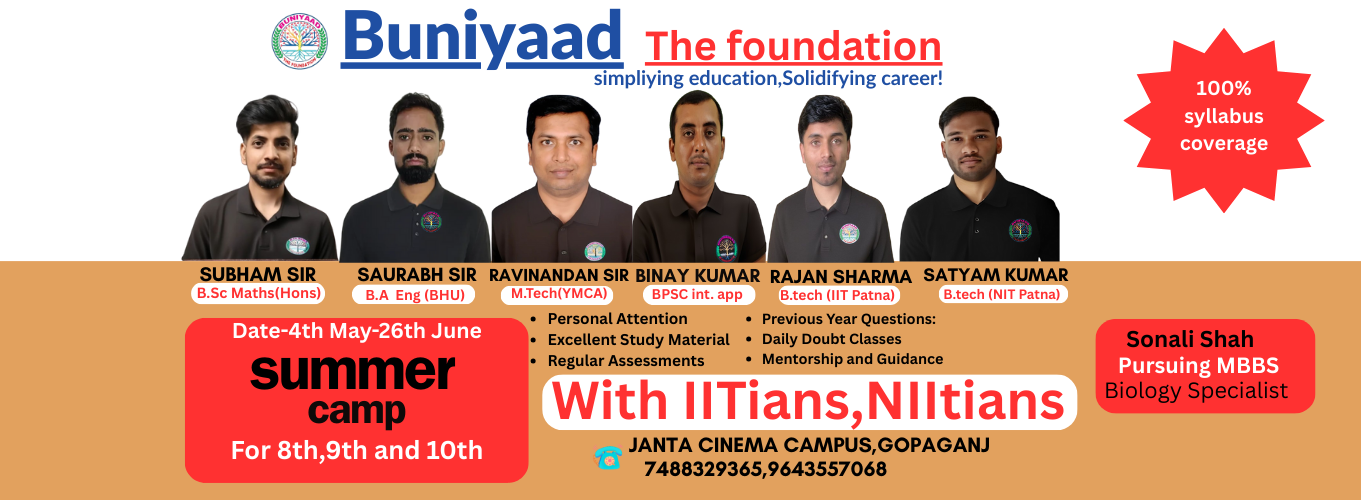 BUNIYAAD
THE FOUNDATION
Buniyaad
The foundation
simpliying education,Solidifying career!
100%
syllabus
coverage
SUBHAM SIR
B.Sc Maths(Hons)
SAURABH SIR
B.A Eng (BHU)
RAVINANDAN SIR
M.Tech(YMCA)
BINAY KUMAR
BPSC int. app
RAJAN SHARMA
B.tech (IIT Patna)
SATYAM KUMAR
B.tech (NIT Patna)
Date-4th May-26th June
summer
camp
For 8th,9th and 10th
• Personal Attention
• Excellent Study Material
• Regular Assessments
• Previous Year Questions:
• Daily Doubt Classes
• Mentorship and Guidance
With IITians,NIItians
JANTA CINEMA CAMPUS,GOPAGANJ
7488329365,9643557068
Sonali Shah
Pursuing MBBS
Biology Specialist